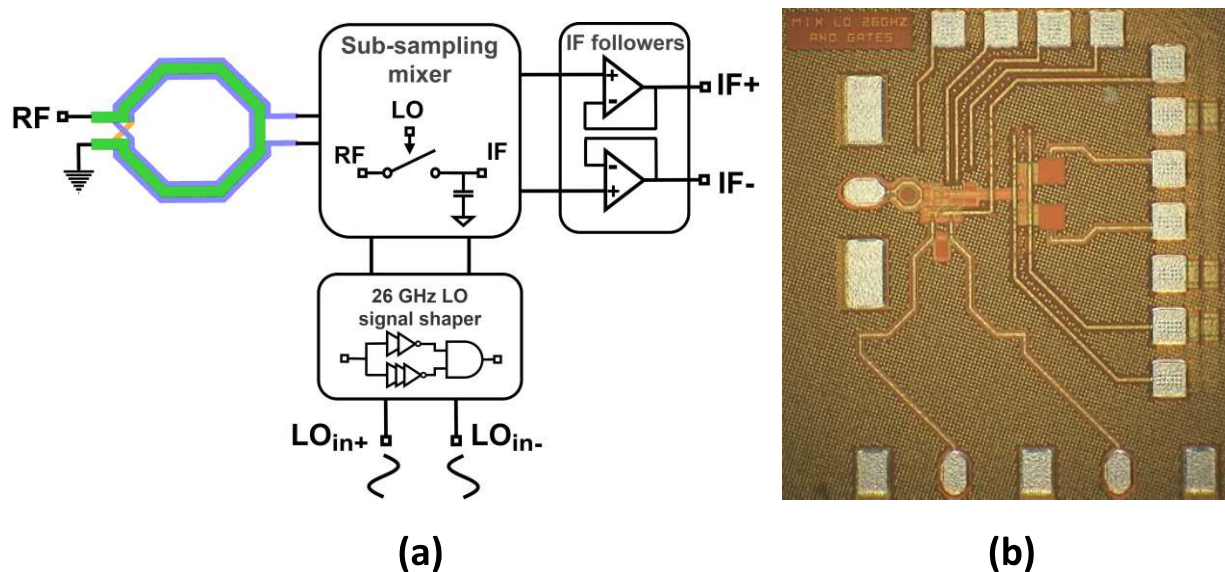 Sub-sampling
mixer
IF followers
RF
LO
RF
IF
+
-
-
+
IF+
IF-
26 GHz LO
signal shaper
LOin+
LOin-
MIX LO 26GHZ
AND GATES
(a)
(b)